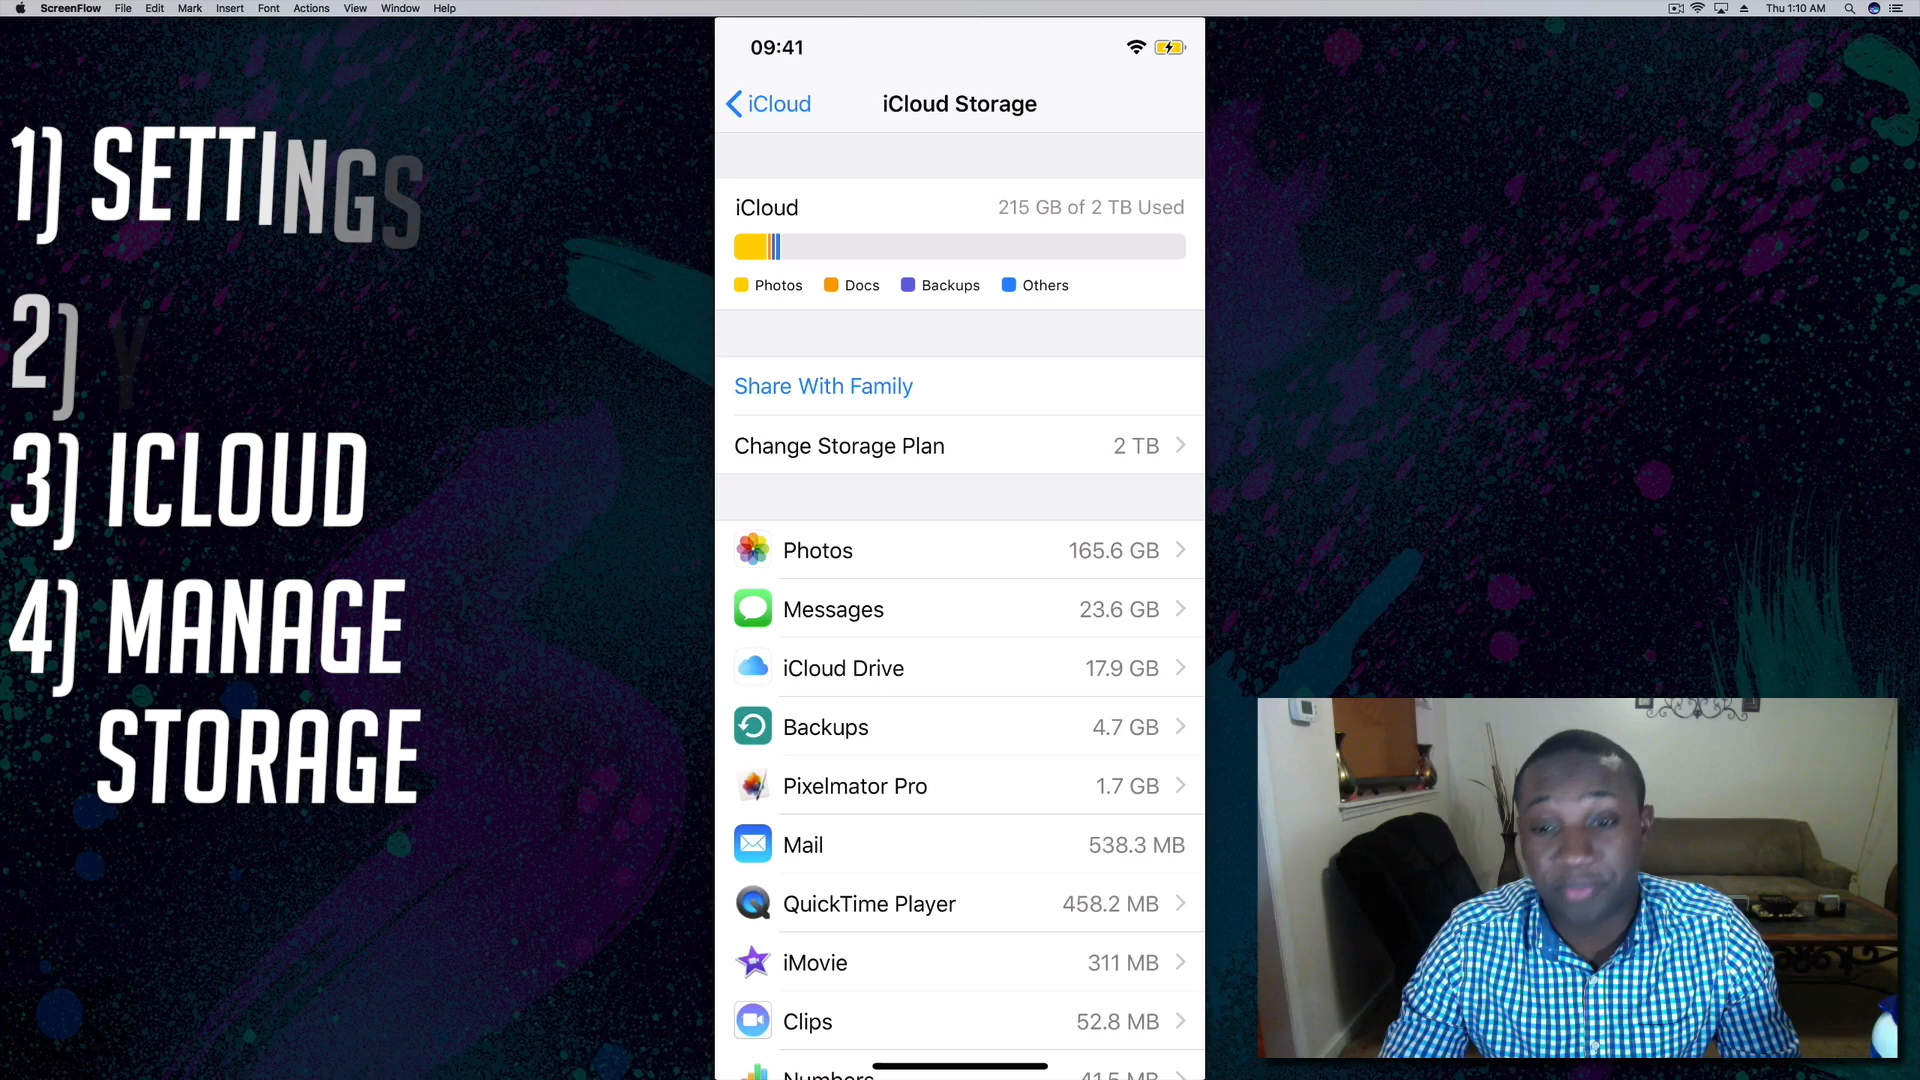 ScreenFlow File Edit Mark Insert Font Actions View Window Help Thu 1:10 AM
1) SETTINGS
2) Y
3) ICLOUD
4) MANAGE
STORAGE
09:41
iCloud iCloud Storage
iCloud 215 GB of 2 TB Used
Photos Docs Backups Others
Share With Family
Change Storage Plan 2 TB
Photos 165.6 GB
Messages 23.6 GB
iCloud Drive 17.9 GB
Backups 4.7 GB
Pixelmator Pro 1.7 GB
Mail 538.3 MB
QuickTime Player 458.2 MB
iMovie 311 MB
Clips 52.8 MB
Numbers 41.5 MB